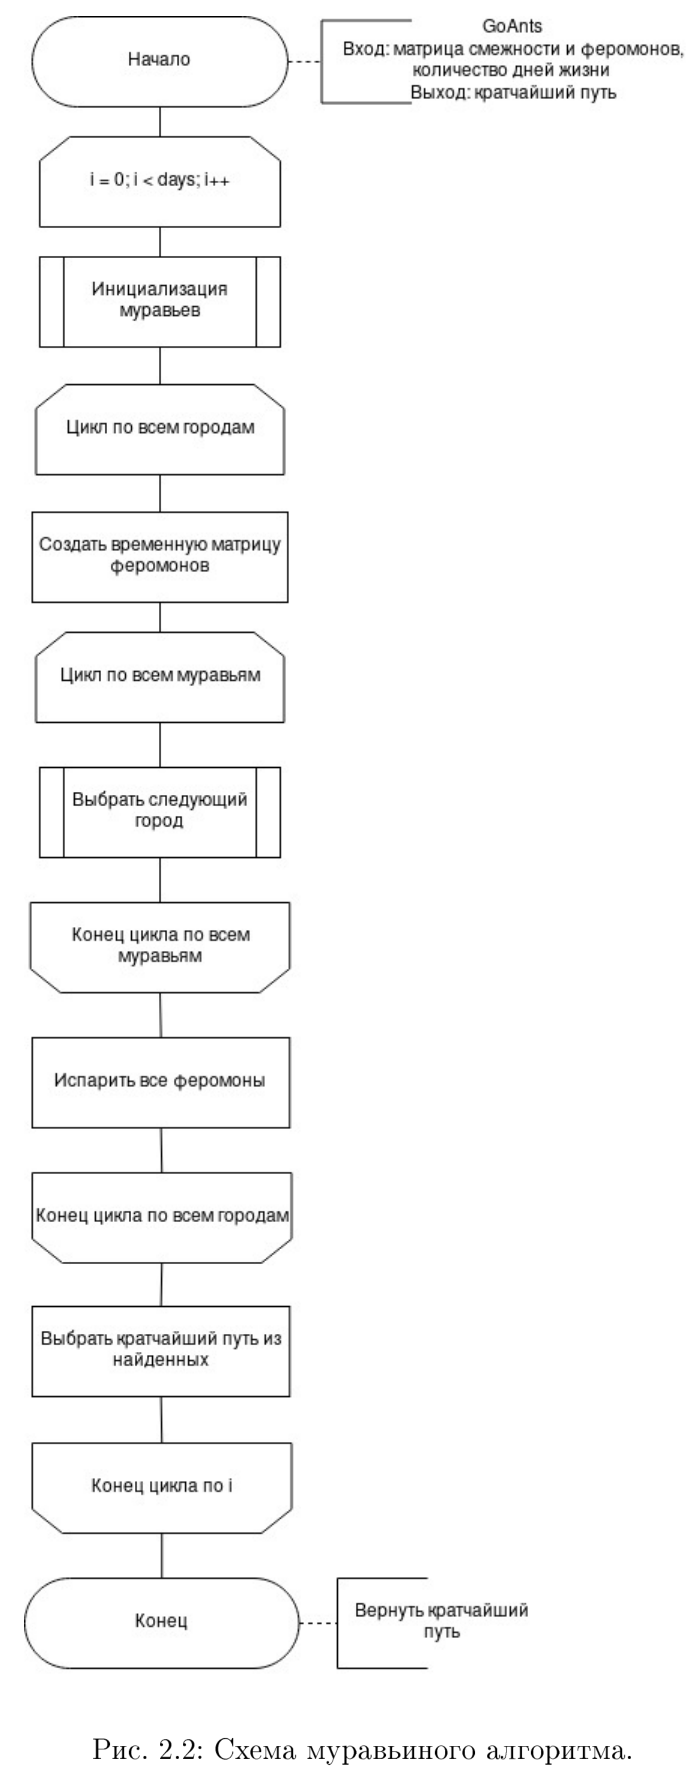 Начало
GoAnts
Вход: матрица смежности и феромонов,
количество дней жизни
Выход: кратчайший путь
i = 0; i < days; i++
Инициализация
муравьев
Цикл по всем городам
Создать временную матрицу
феромонов
Цикл по всем муравьям
Выбрать следующий
город
Конец цикла по всем
муравьям
Испарить все феромоны
Конец цикла по всем городам
Выбрать кратчайший путь из
найденных
Конец цикла по i
Конец
Вернуть кратчайший
путь
Рис. 2.2: Схема муравьиного алгоритма.